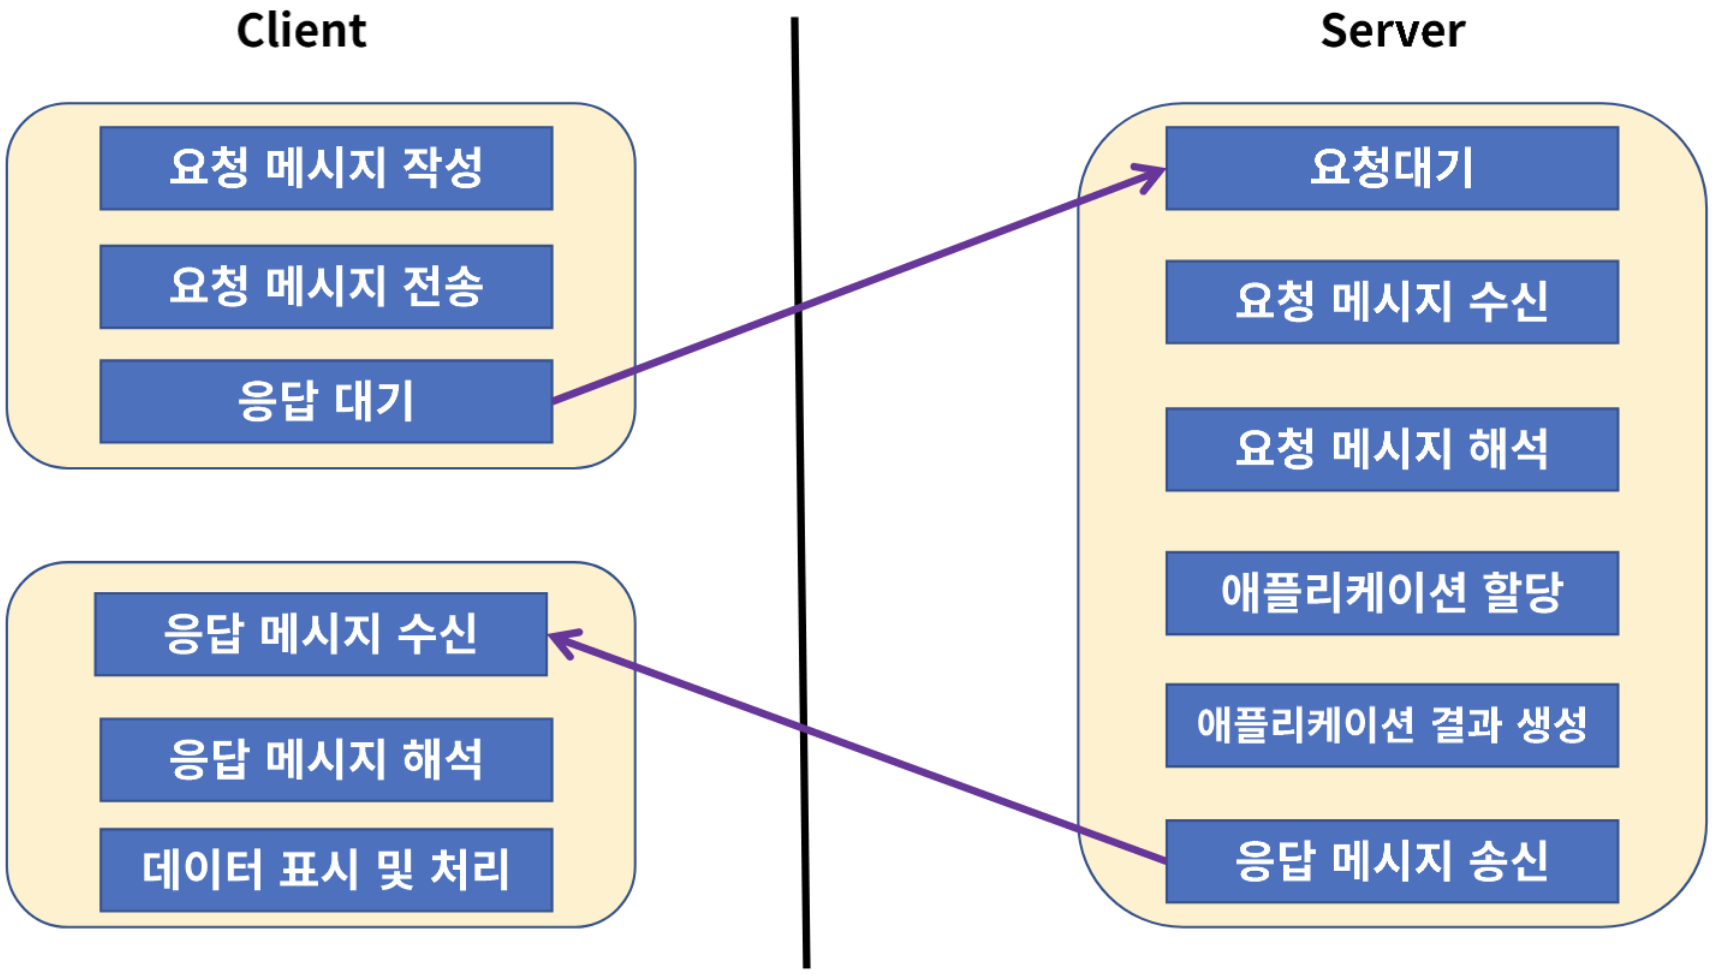 Client
요청 메시지 작성
요청 메시지 전송
응답 대기
응답 메시지 수신
응답 메시지 해석
데이터 표시 및 처리
Server
요청대기
요청 메시지 수신
요청 메시지 해석
애플리케이션 할당
애플리케이션 결과 생성
응답 메시지 송신